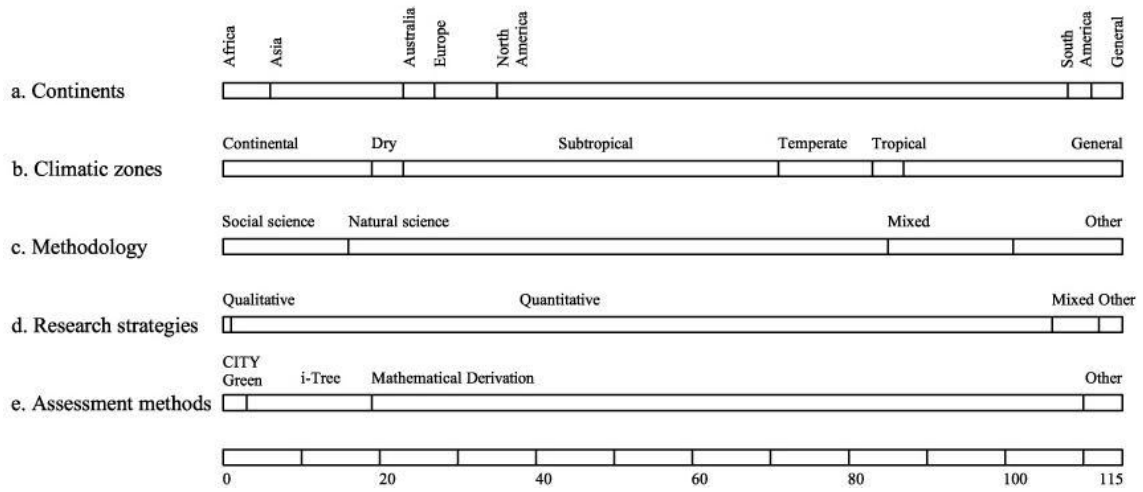 Africa
Asia
Australia
Europe
North
America
South
America
General
a. Continents
Continental Dry Subtropical Temperate Tropical General
b. Climatic zones
Social science Natural science Mixed Other
c. Methodology
Qualitative Quantitative Mixed Other
d. Research strategies
CITY
Green i-Tree Mathematical Derivation Other
e. Assessment methods
0 20 40 60 80 100 115